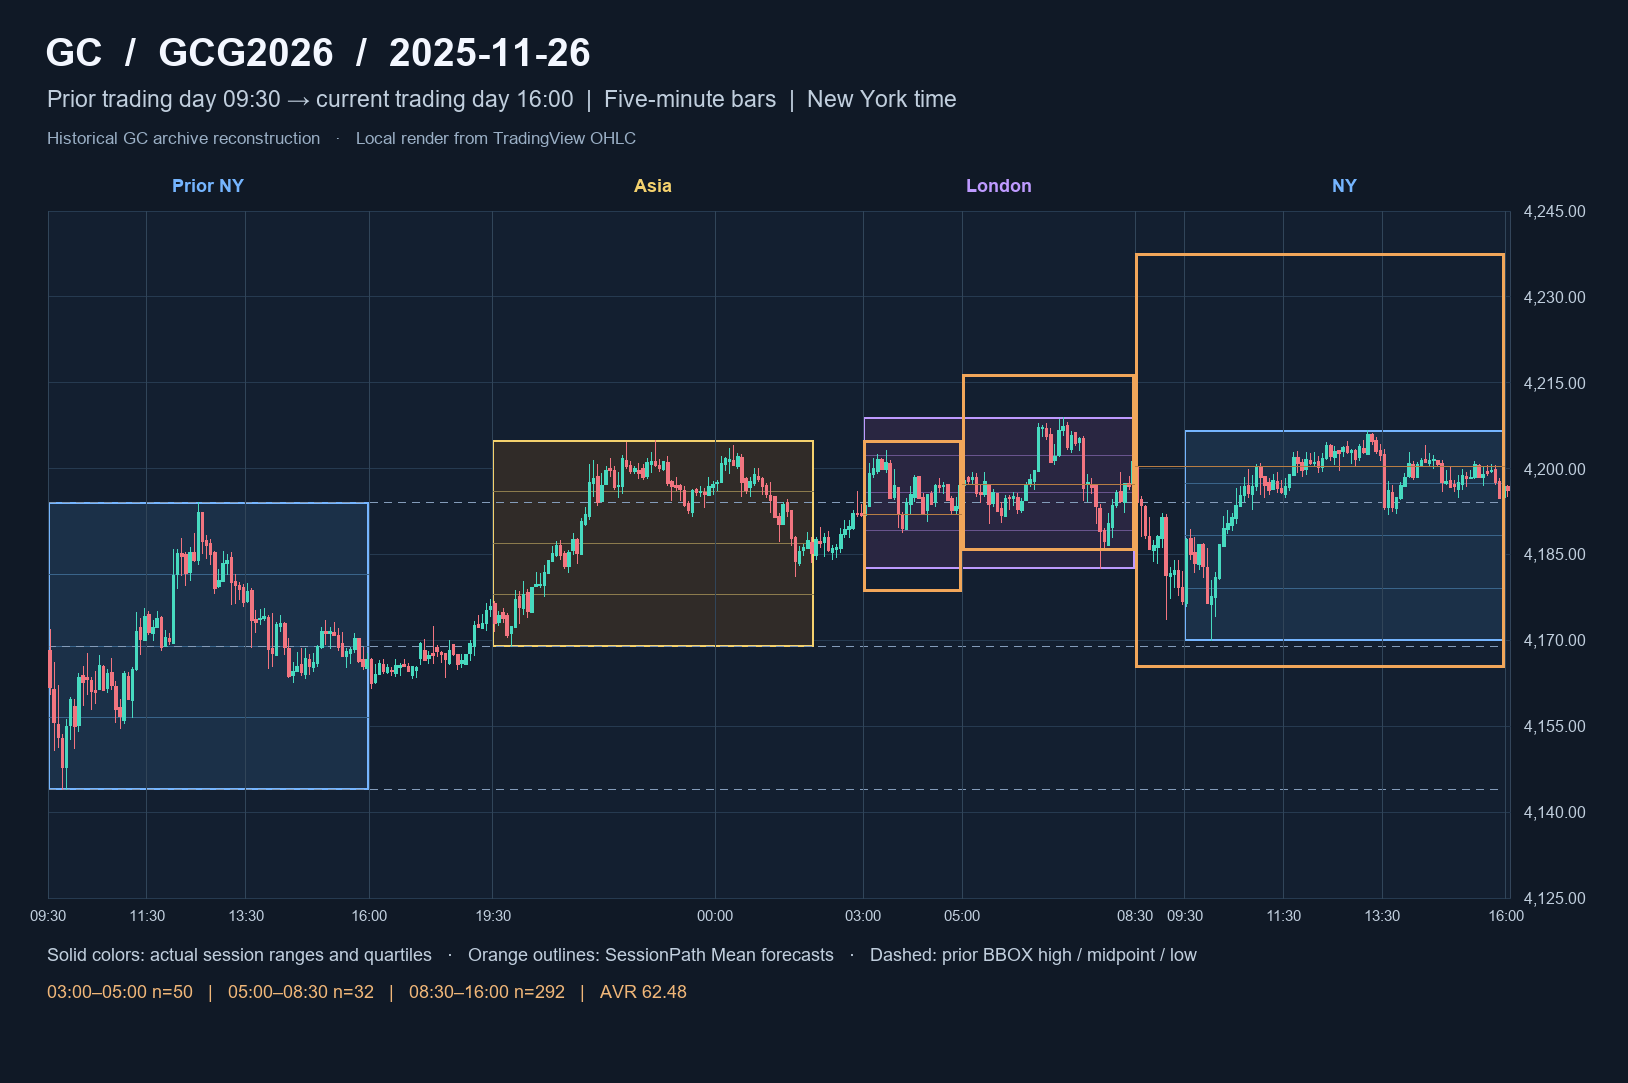 GC / GCG2026 / 2025-11-26
Prior trading day 09:30 → current trading day 16:00 | Five-minute bars | New York time
Historical GC archive reconstruction · Local render from TradingView OHLC
Prior NY Asia London NY
4,245.00
4,230.00
4,215.00
4,200.00
4,185.00
4,170.00
4,155.00
4,140.00
4,125.00
09:30 11:30 13:30 16:00 19:30 00:00 03:00 05:00 08:30 09:30 11:30 13:30 16:00
Solid colors: actual session ranges and quartiles · Orange outlines: SessionPath Mean forecasts · Dashed: prior BBOX high / midpoint / low
03:00–05:00 n=50 | 05:00–08:30 n=32 | 08:30–16:00 n=292 | AVR 62.48